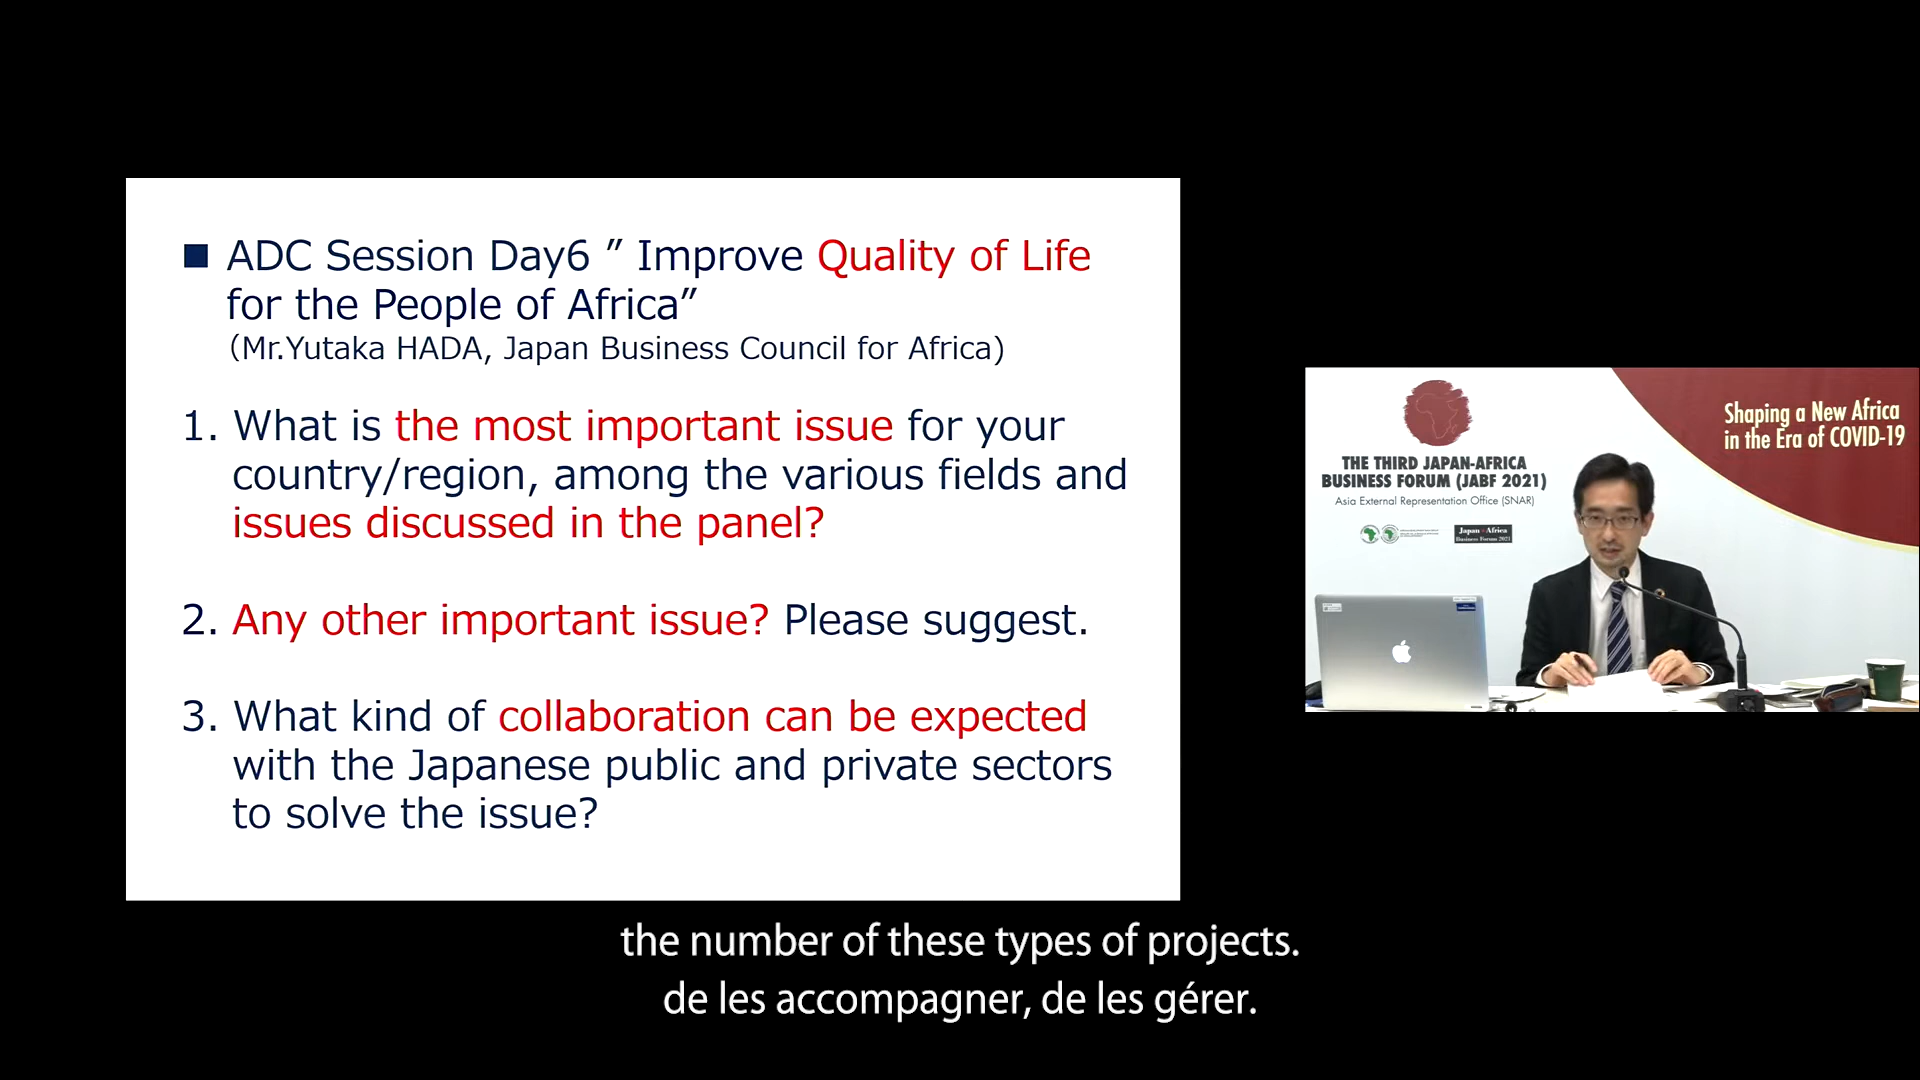 ■ ADC Session Day6 ” Improve Quality of Life
for the People of Africa”
(Mr.Yutaka HADA, Japan Business Council for Africa)
1. What is the most important issue for your
country/region, among the various fields and
issues discussed in the panel?
2. Any other important issue? Please suggest.
3. What kind of collaboration can be expected
with the Japanese public and private sectors
to solve the issue?
Shaping a New Africa
in the Era of COVID-19
THE THIRD JAPAN-AFRICA
BUSINESS FORUM (JABF 2021)
Asia External Representation Office (SNAR)
Japan Africa
Business Forum 2021
the number of these types of projects.
de les accompagner, de les gérer.